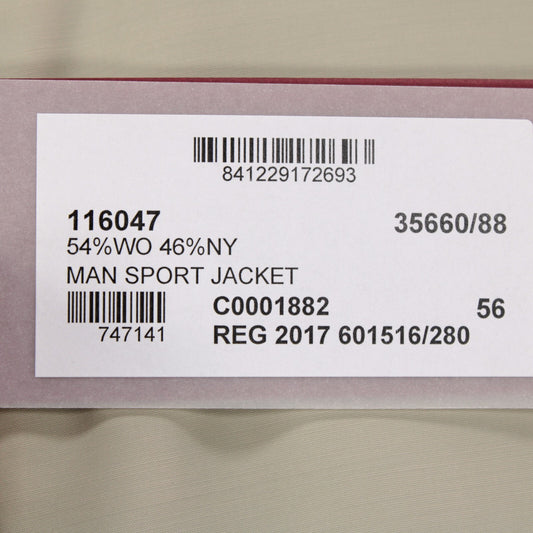 841229172693
116047 35660/88
54%WO 46%NY
MAN SPORT JACKET
C0001882 56
747141 REG 2017 601516/280